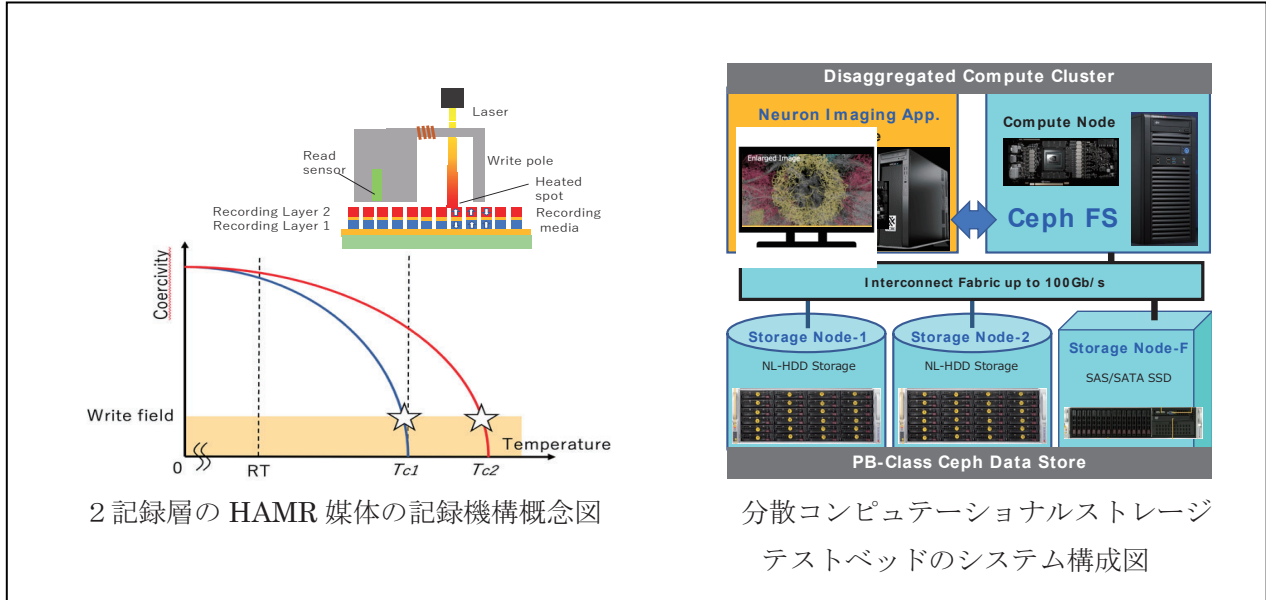 Laser
Read
sensor
Write pole
Heated
spot
Recording Layer 2
Recording Layer 1
Recording
media
Coercivity
Write field
Temperature
0
RT
Tc1
Tc2
２記録層の HAMR 媒体の記録機構概念図
Disaggregated Compute Cluster
Neuron Imaging App.
Enlarged Image
Compute Node
Ceph FS
Interconnect Fabric up to 100Gb/s
Storage Node-1
NL-HDD Storage
Storage Node-2
NL-HDD Storage
Storage Node-F
SAS/SATA SSD
PB-Class Ceph Data Store
分散コンピュテーショナルストレージ
テストベッドのシステム構成図